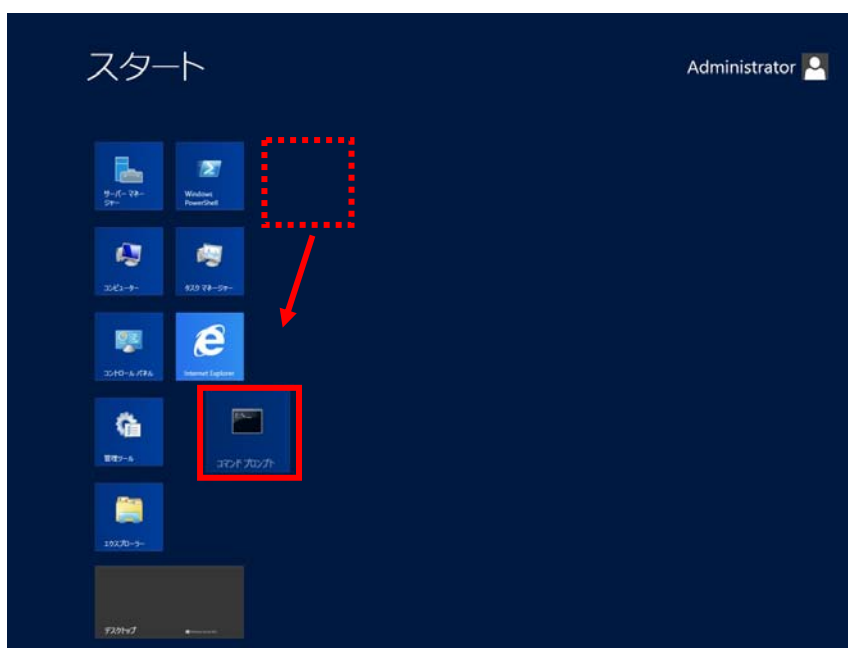 スタート
Administrator
サーバー マネー
ジャー
Windows
PowerShell
コンピューター
タスク マネージャー
コントロール パネル
Internet Explorer
管理ツール
コマンド プロンプト
エクスプローラー
デスクトップ